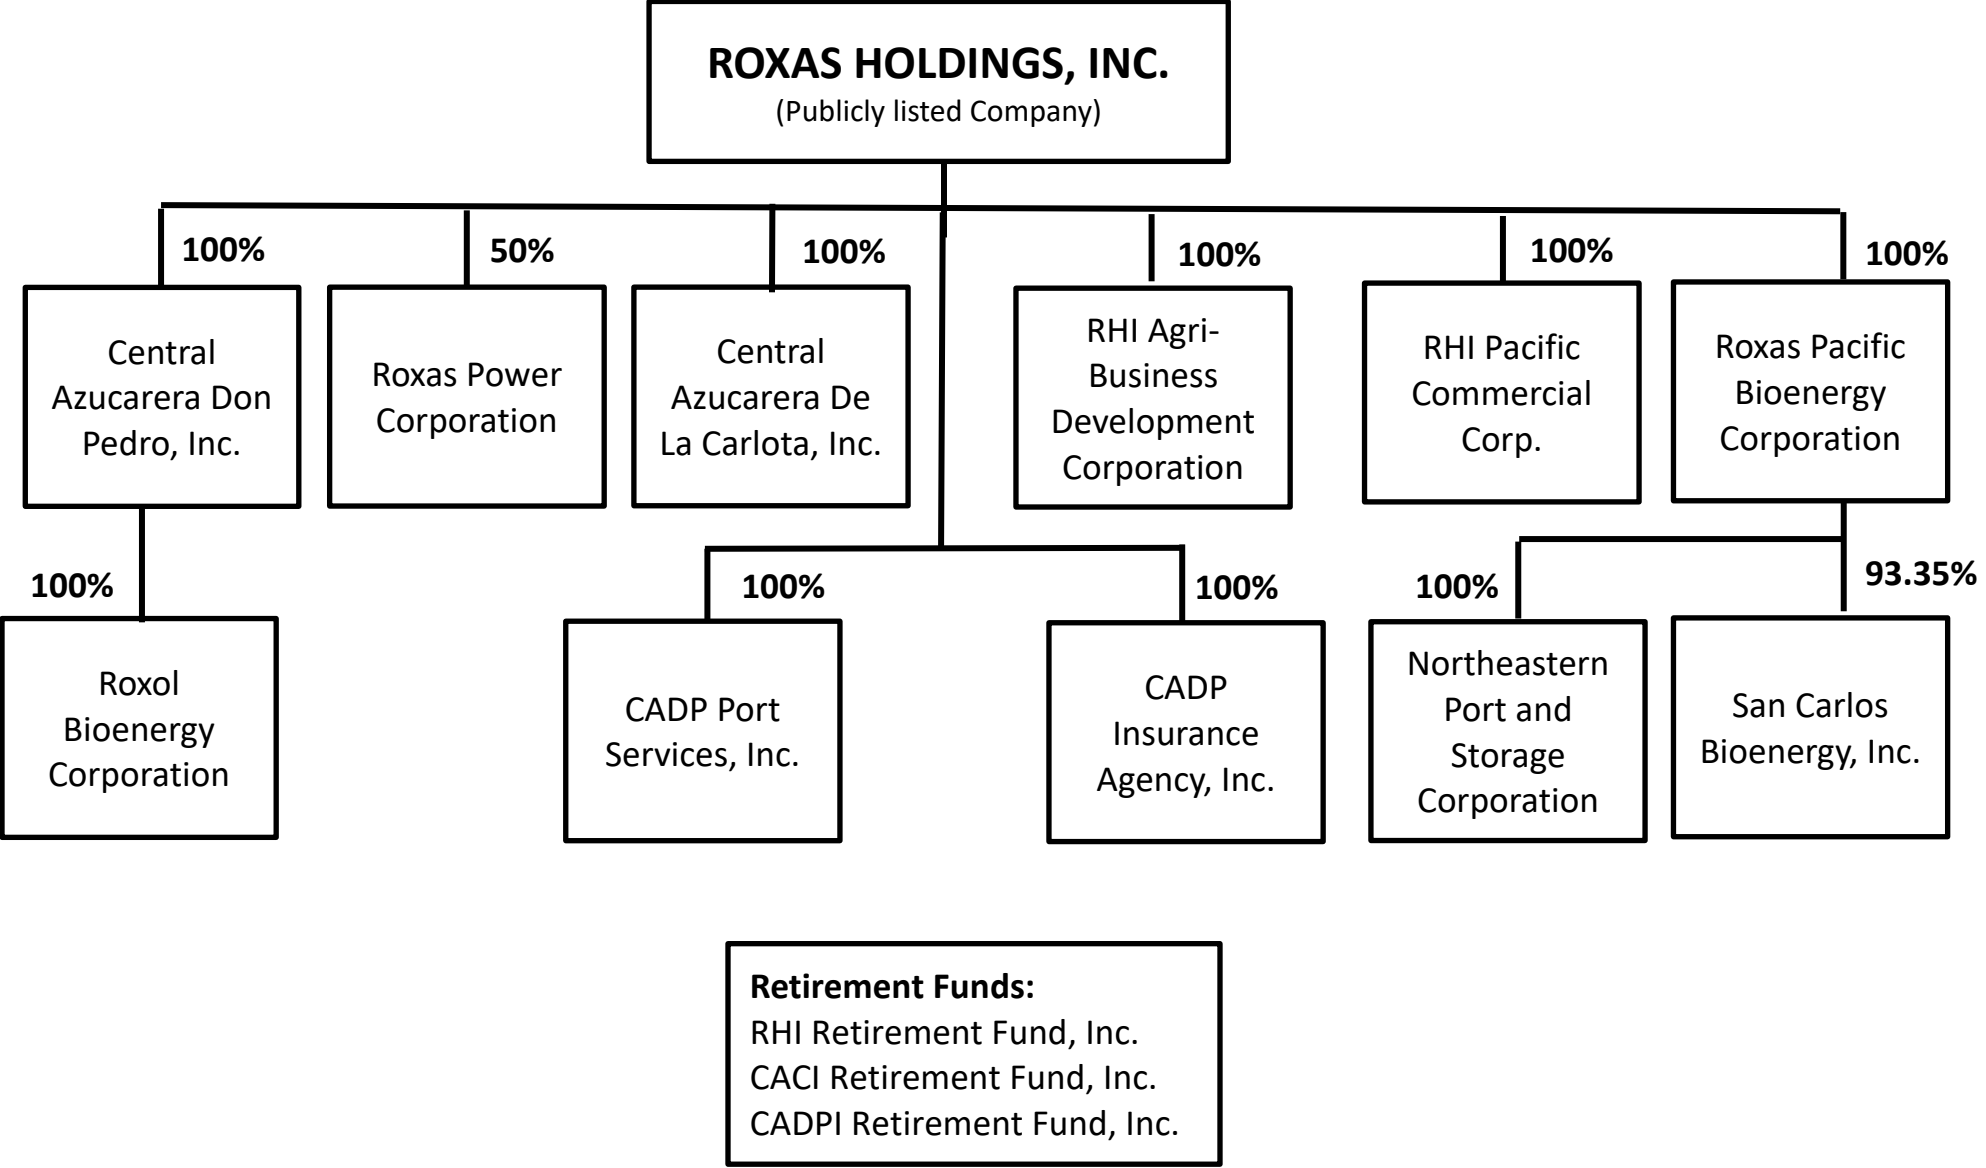 ROXAS HOLDINGS, INC.
(Publicly listed Company)
100%
50%
100%
100%
100%
100%
Central
Azucarera Don
Pedro, Inc.
Roxas Power
Corporation
Central
Azucarera De
La Carlota, Inc.
RHI Agri-
Business
Development
Corporation
RHI Pacific
Commercial
Corp.
Roxas Pacific
Bioenergy
Corporation
100%
100%
100%
100%
93.35%
Roxol
Bioenergy
Corporation
CADP Port
Services, Inc.
CADP
Insurance
Agency, Inc.
Northeastern
Port and
Storage
Corporation
San Carlos
Bioenergy, Inc.
Retirement Funds:
RHI Retirement Fund, Inc.
CACI Retirement Fund, Inc.
CADPI Retirement Fund, Inc.